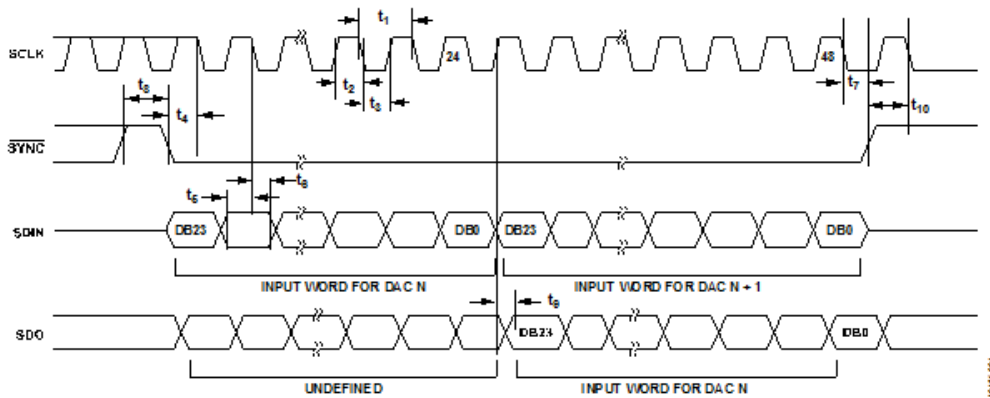 t1
SCLK
24
48
t2
t3
t7
t8
t4
t10
SYNC
t5
t6
SDIN
DB23
DB0
DB23
DB0
INPUT WORD FOR DAC N
INPUT WORD FOR DAC N + 1
t9
SDO
DB23
DB0
UNDEFINED
INPUT WORD FOR DAC N